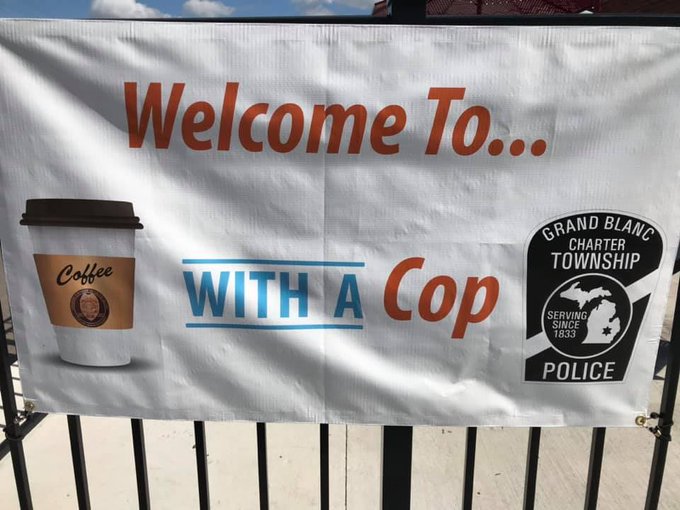 Welcome To...
Coffee
WITH A Cop
GRAND BLANC
CHARTER
TOWNSHIP
SERVING
SINCE
1833
POLICE